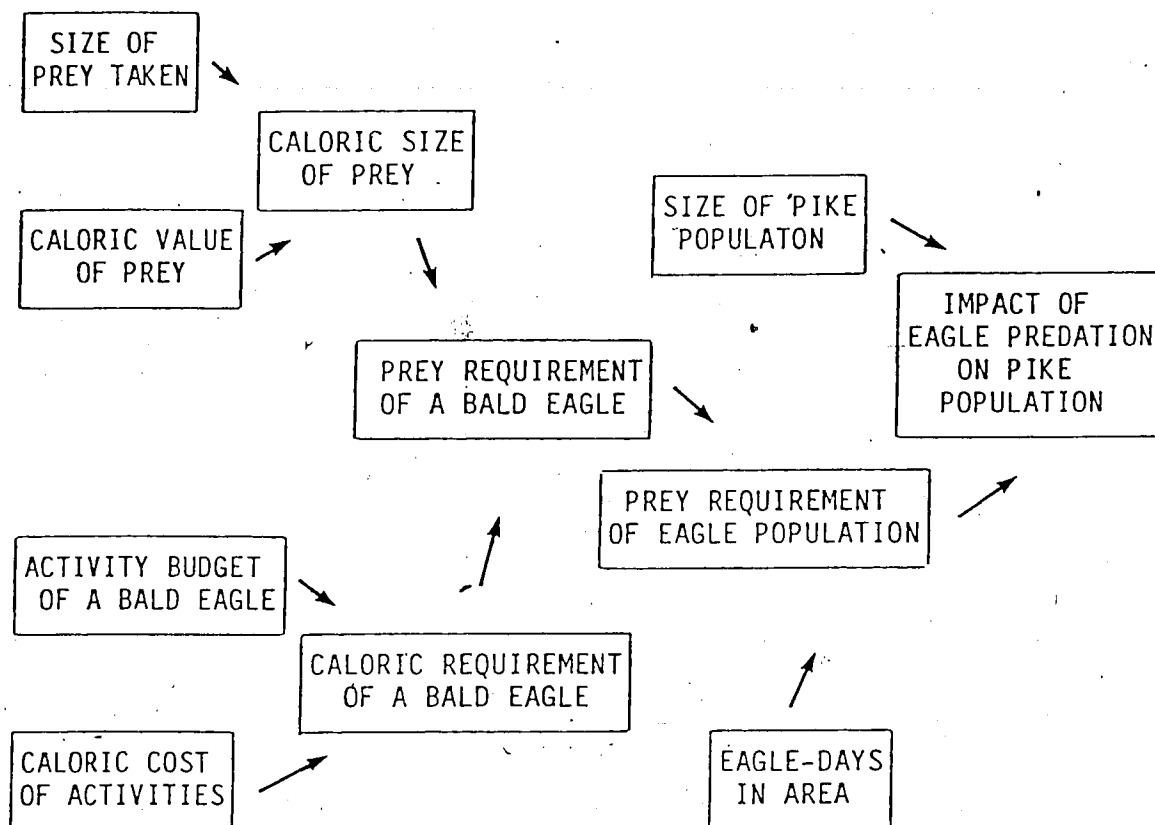 SIZE OF
PREY TAKEN
CALORIC SIZE
OF PREY
CALORIC VALUE
OF PREY
SIZE OF PIKE
POPULATON
IMPACT OF
EAGLE PREDATION
ON PIKE
POPULATION
PREY REQUIREMENT
OF A BALD EAGLE
PREY REQUIREMENT
OF EAGLE POPULATION
ACTIVITY BUDGET
OF A BALD EAGLE
CALORIC REQUIREMENT
OF A BALD EAGLE
CALORIC COST
OF ACTIVITIES
EAGLE-DAYS
IN AREA